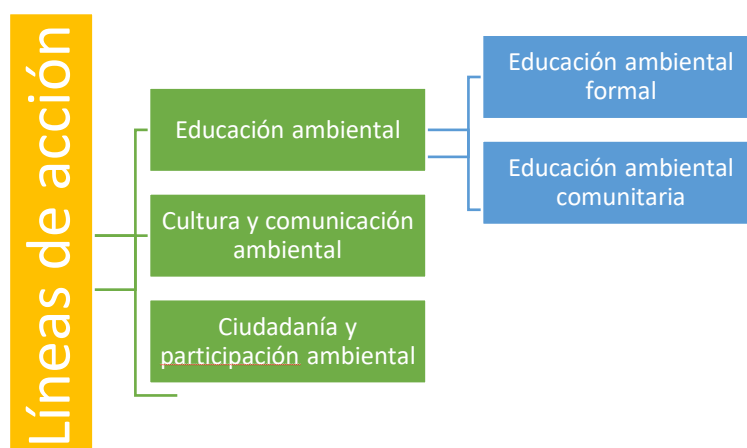 Líneas de acción
Educación ambiental
Educación ambiental
formal
Educación ambiental
comunitaria
Cultura y comunicación
ambiental
Ciudadanía y
participación ambiental